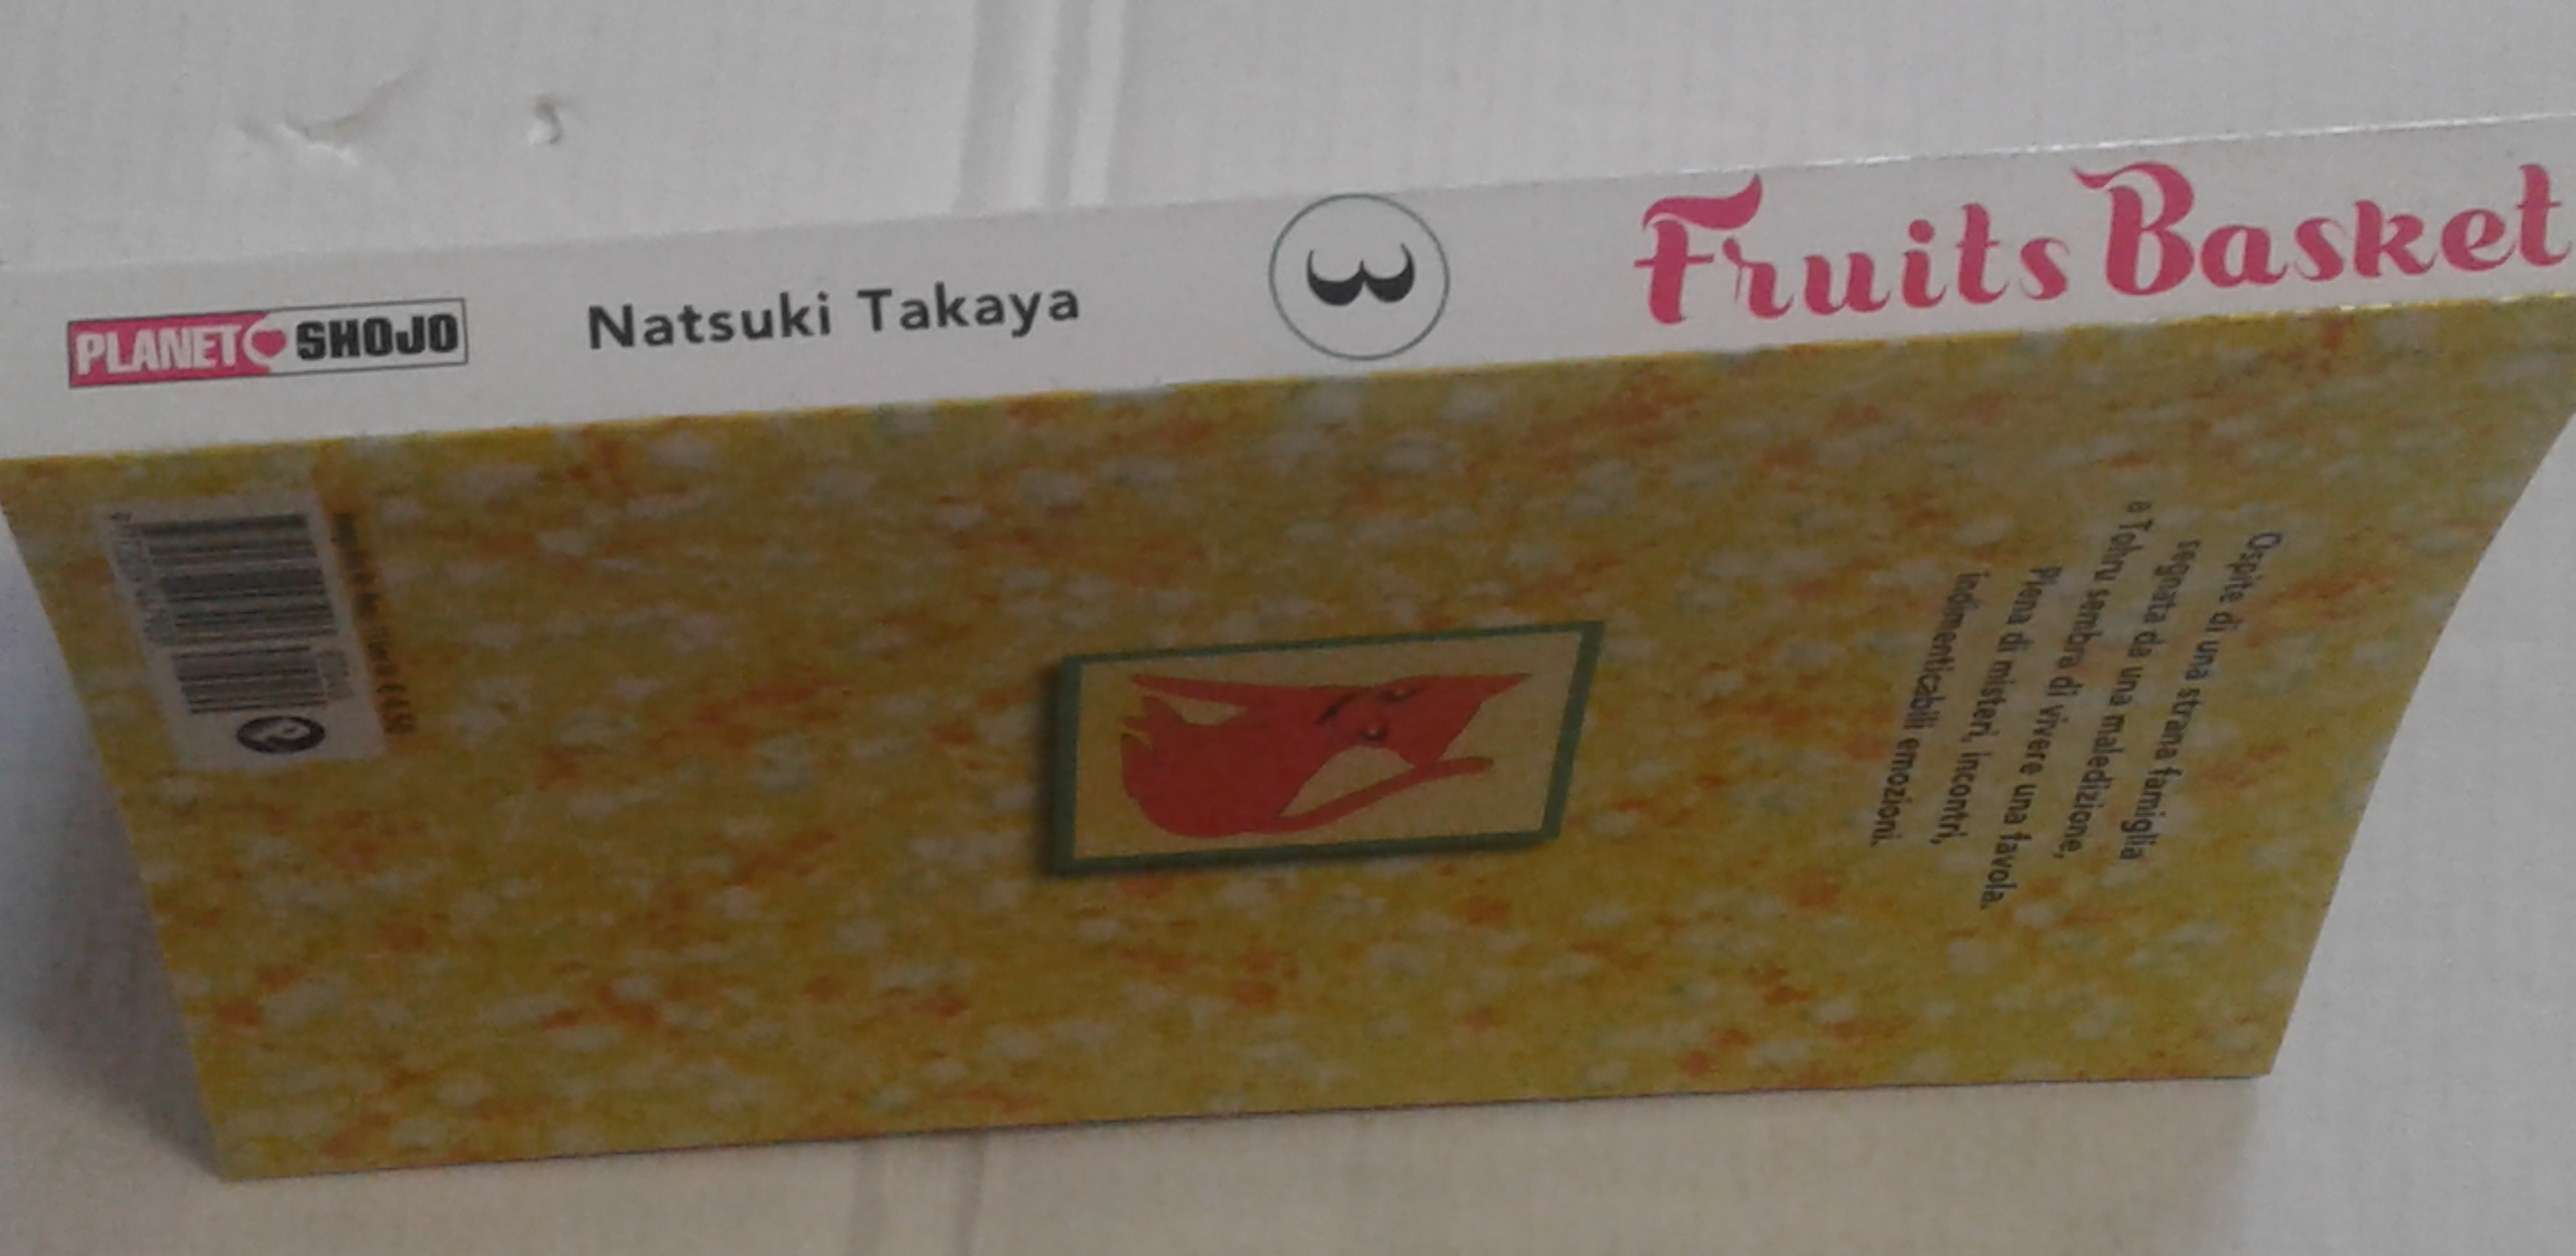 PLANET SHOJO
Natsuki Takaya
3
Fruits Basket
Ospite di una strana famiglia
segnata da una maledizione,
a Tohru sembra di vivere una favola.
Piena di misteri, incontri,
indimenticabili emozioni.